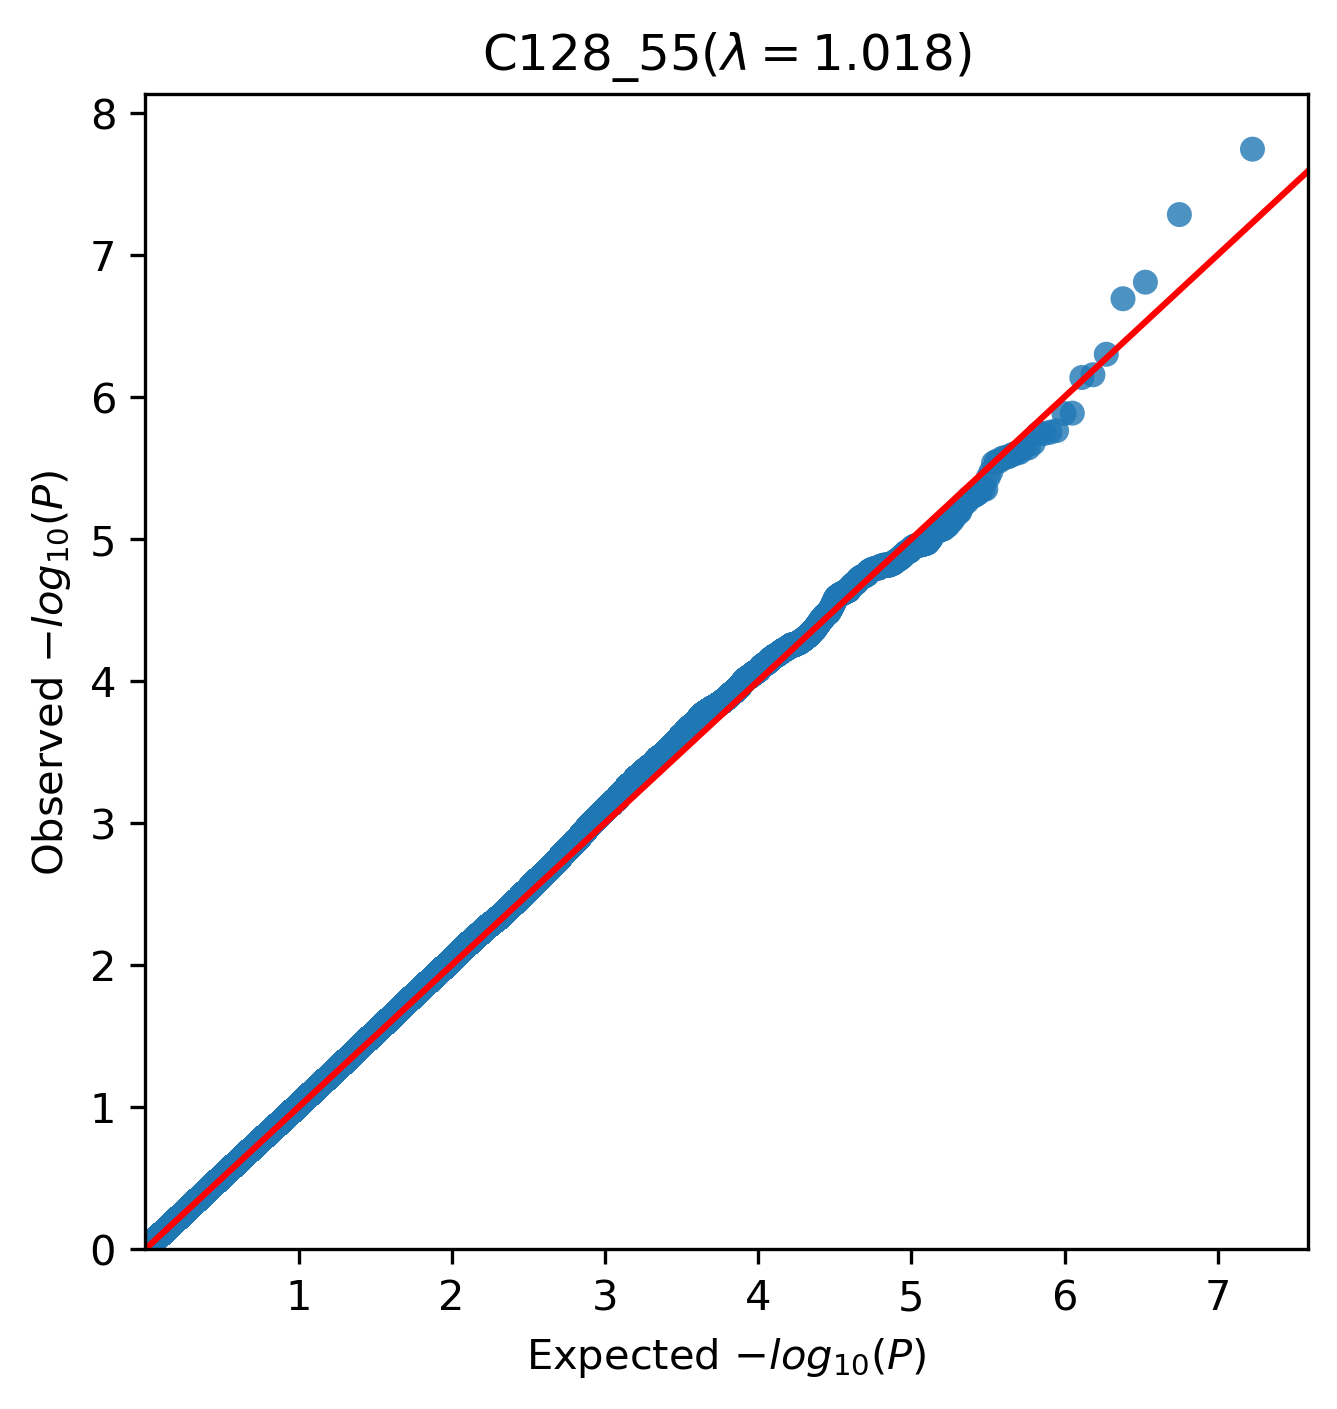 C128_55(λ = 1.018)
8
7
6
5
4
3
2
1
0
Observed −log₁₀(P)
1 2 3 4 5 6 7
Expected −log₁₀(P)